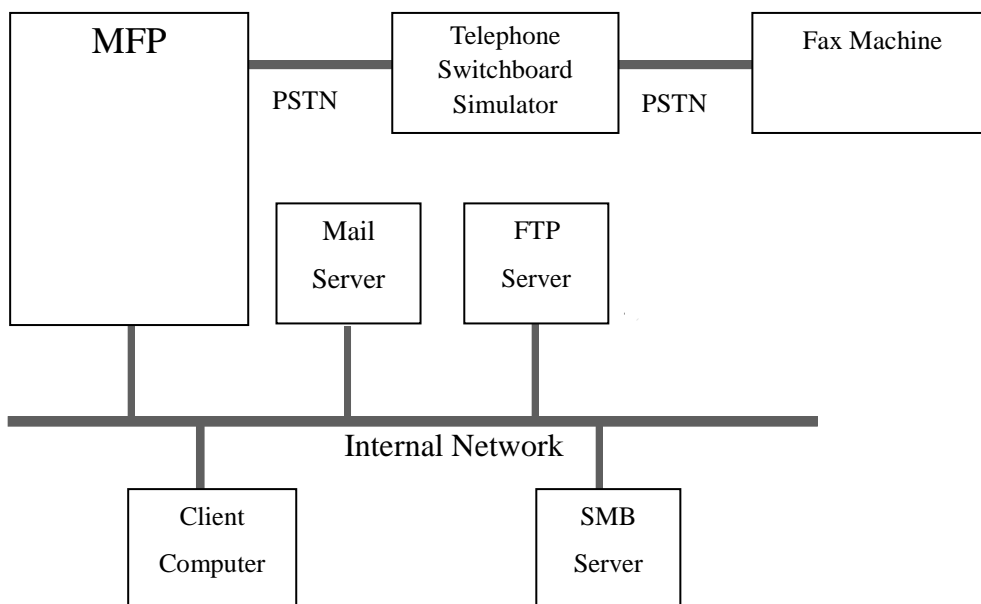 MFP
Telephone
Switchboard
Simulator
Fax Machine
PSTN
PSTN
Mail
Server
FTP
Server
Internal Network
Client
Computer
SMB
Server